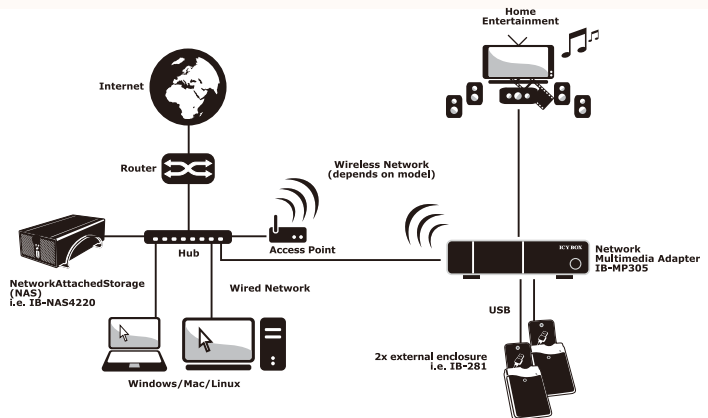 Home
Entertainment
Internet
Router
Wireless Network
(depends on model)
Hub
Access Point
ICY BOX
Network
Multimedia Adapter
IB-MP305
NetworkAttachedStorage
(NAS)
i.e. IB-NAS4220
Wired Network
USB
2x external enclosure
i.e. IB-281
Windows/Mac/Linux